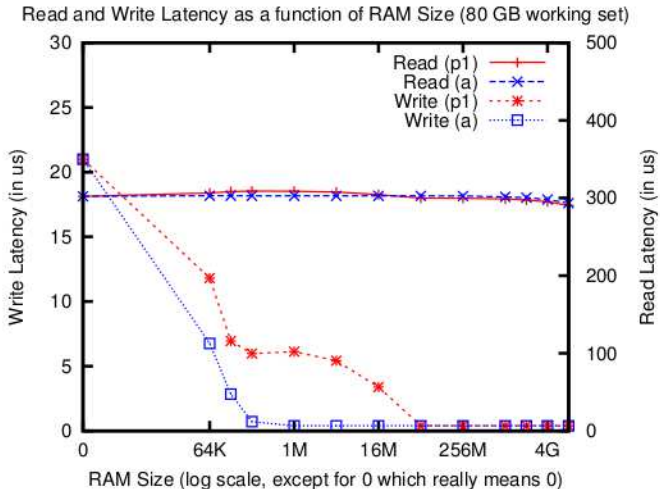 Read and Write Latency as a function of RAM Size (80 GB working set)
30
25
20
15
10
5
0
500
400
300
200
100
0
Write Latency (in us)
Read Latency (in us)
Read (p1)
Read (a)
Write (p1)
Write (a)
0 64K 1M 16M 256M 4G
RAM Size (log scale, except for 0 which really means 0)